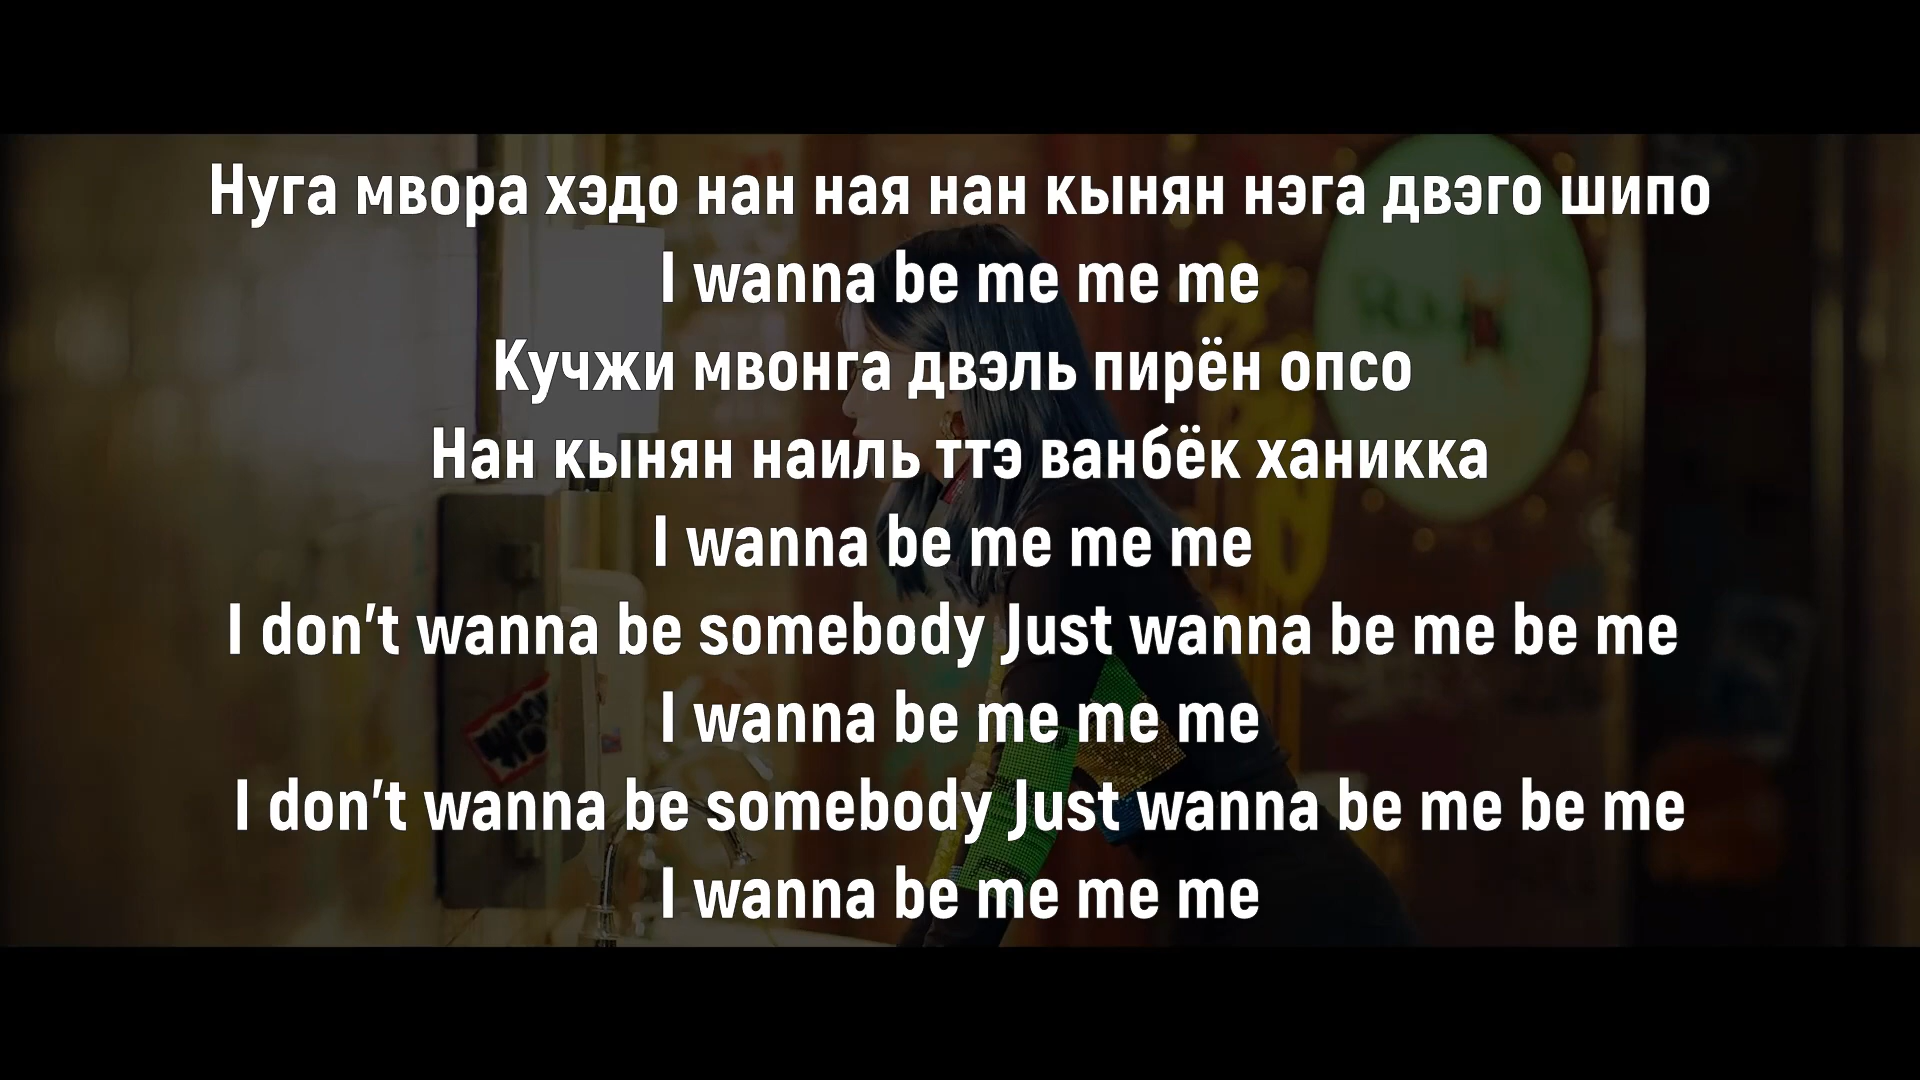 Нуга мвора хэдо нан ная нан кынян нэга двэго шипо
I wanna be me me me
Кучжи мвонга двэль пирён опсо
Нан кынян наиль ттэ ванбёк ханикка
I wanna be me me me
I don't wanna be somebody Just wanna be me be me
I wanna be me me me
I don't wanna be somebody Just wanna be me be me
I wanna be me me me